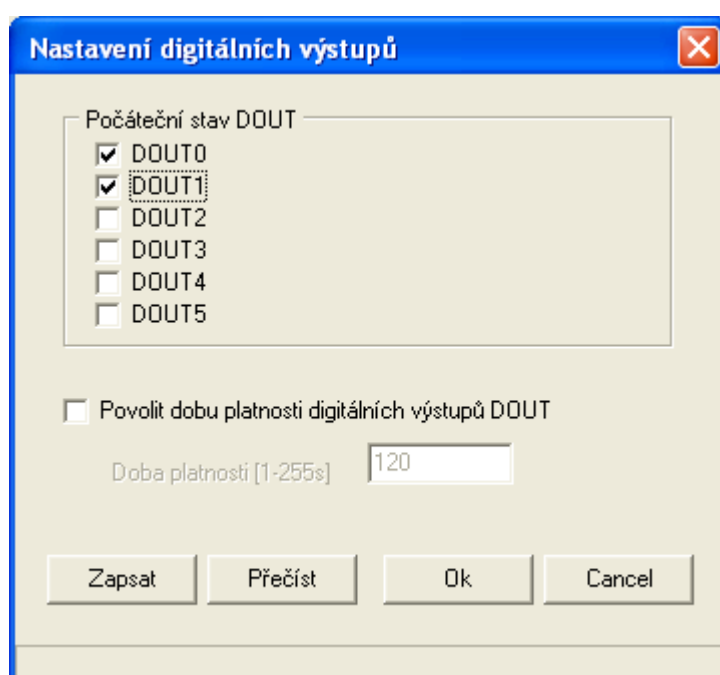 Nastavení digitálních výstupů
Počáteční stav DOUT
DOUT0
DOUT1
DOUT2
DOUT3
DOUT4
DOUT5
Povolit dobu platnosti digitálních výstupů DOUT
Doba platnosti [1-255s] 120
Zapsat Přečíst Ok Cancel